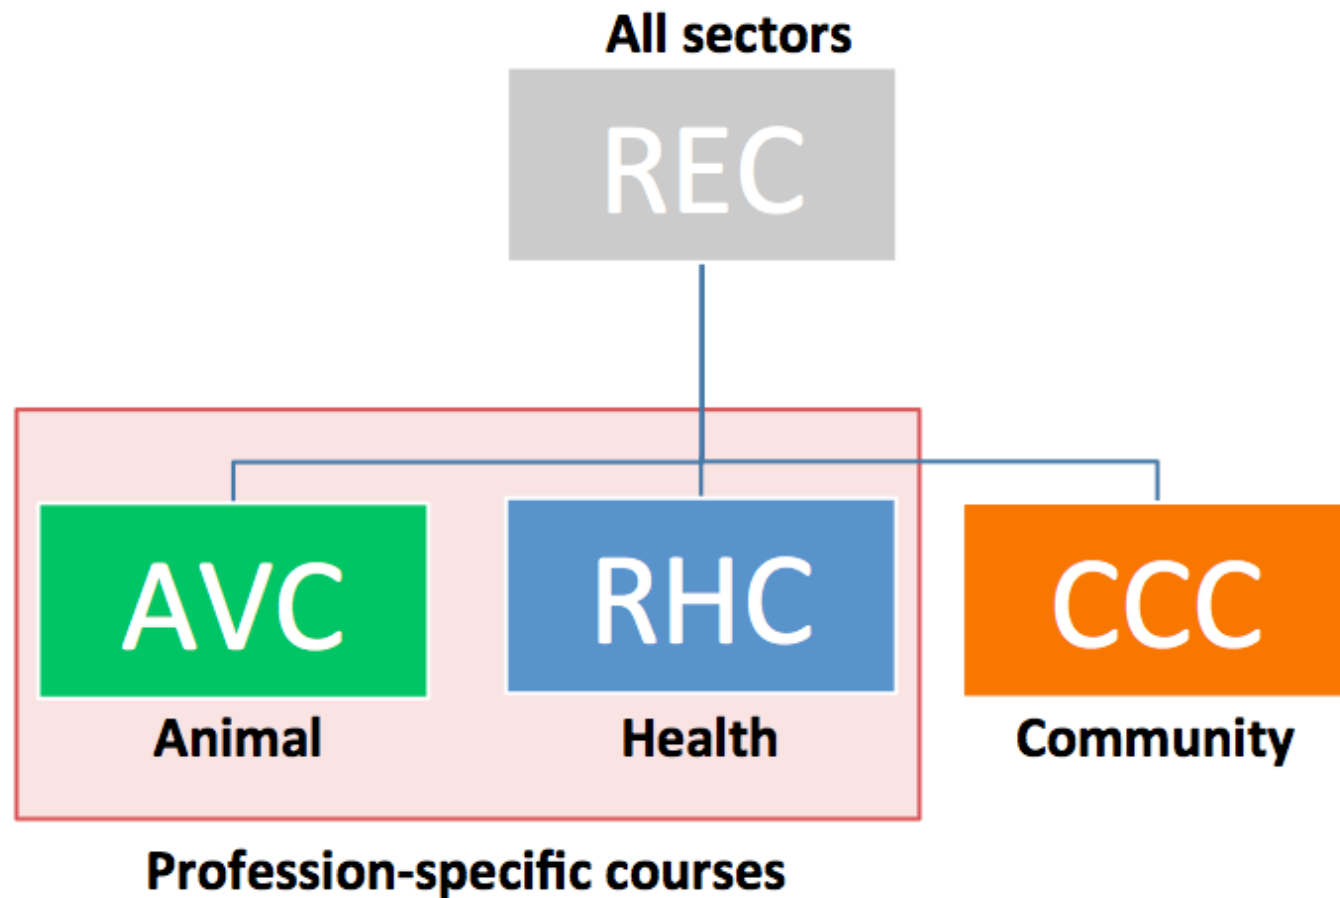 All sectors
REC
AVC
RHC
CCC
Animal
Health
Community
Profession-specific courses